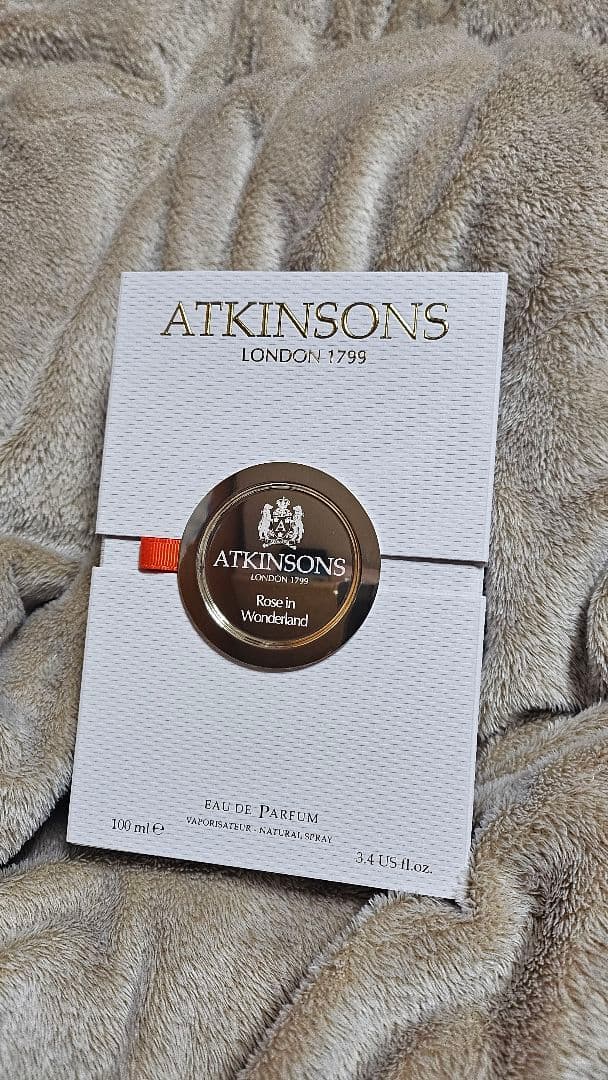 ATKINSONS
LONDON 1799
A
ATKINSONS
LONDON 1799
Rose in
Wonderland
EAU DE PARFUM
VAPORISATEUR - NATURAL SPRAY
100 ml ℮
3.4 US fl.oz.